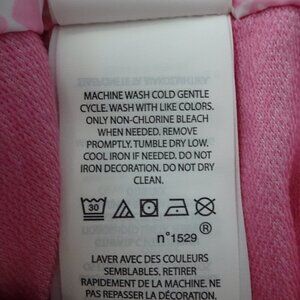 MACHINE WASH COLD GENTLE
CYCLE. WASH WITH LIKE COLORS.
ONLY NON-CHLORINE BLEACH
WHEN NEEDED. REMOVE
PROMPTLY. TUMBLE DRY LOW.
COOL IRON IF NEEDED. DO NOT
IRON DECORATION. DO NOT DRY
CLEAN.
30
®
n°1529
LAVER AVEC DES COULEURS
SEMBLABLES. RETIRER
RAPIDEMENT DE LA MACHINE. NE
PAS REPASSER LA DÉCORATION.